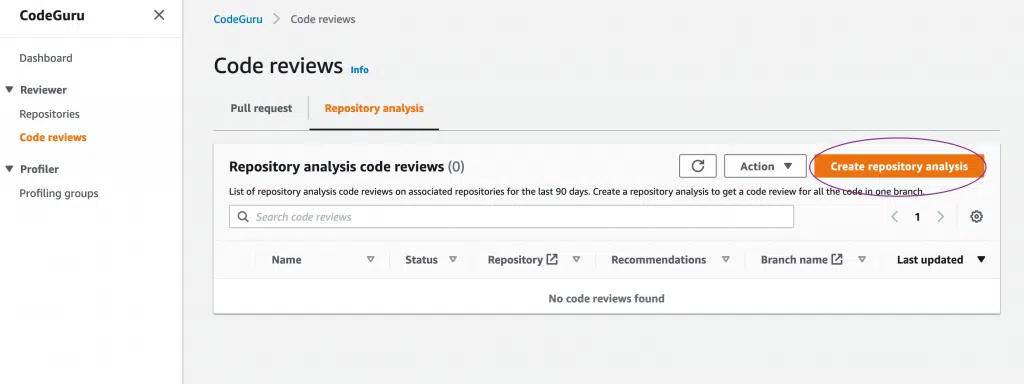 CodeGuru
Dashboard
Reviewer
Repositories
Code reviews
Profiler
Profiling groups
CodeGuru > Code reviews
Code reviews Info
Pull request Repository analysis
Repository analysis code reviews (0) Action Create repository analysis
List of repository analysis code reviews on associated repositories for the last 90 days. Create a repository analysis to get a code review for all the code in one branch.
Search code reviews 1
Name Status Repository Recommendations Branch name Last updated
No code reviews found